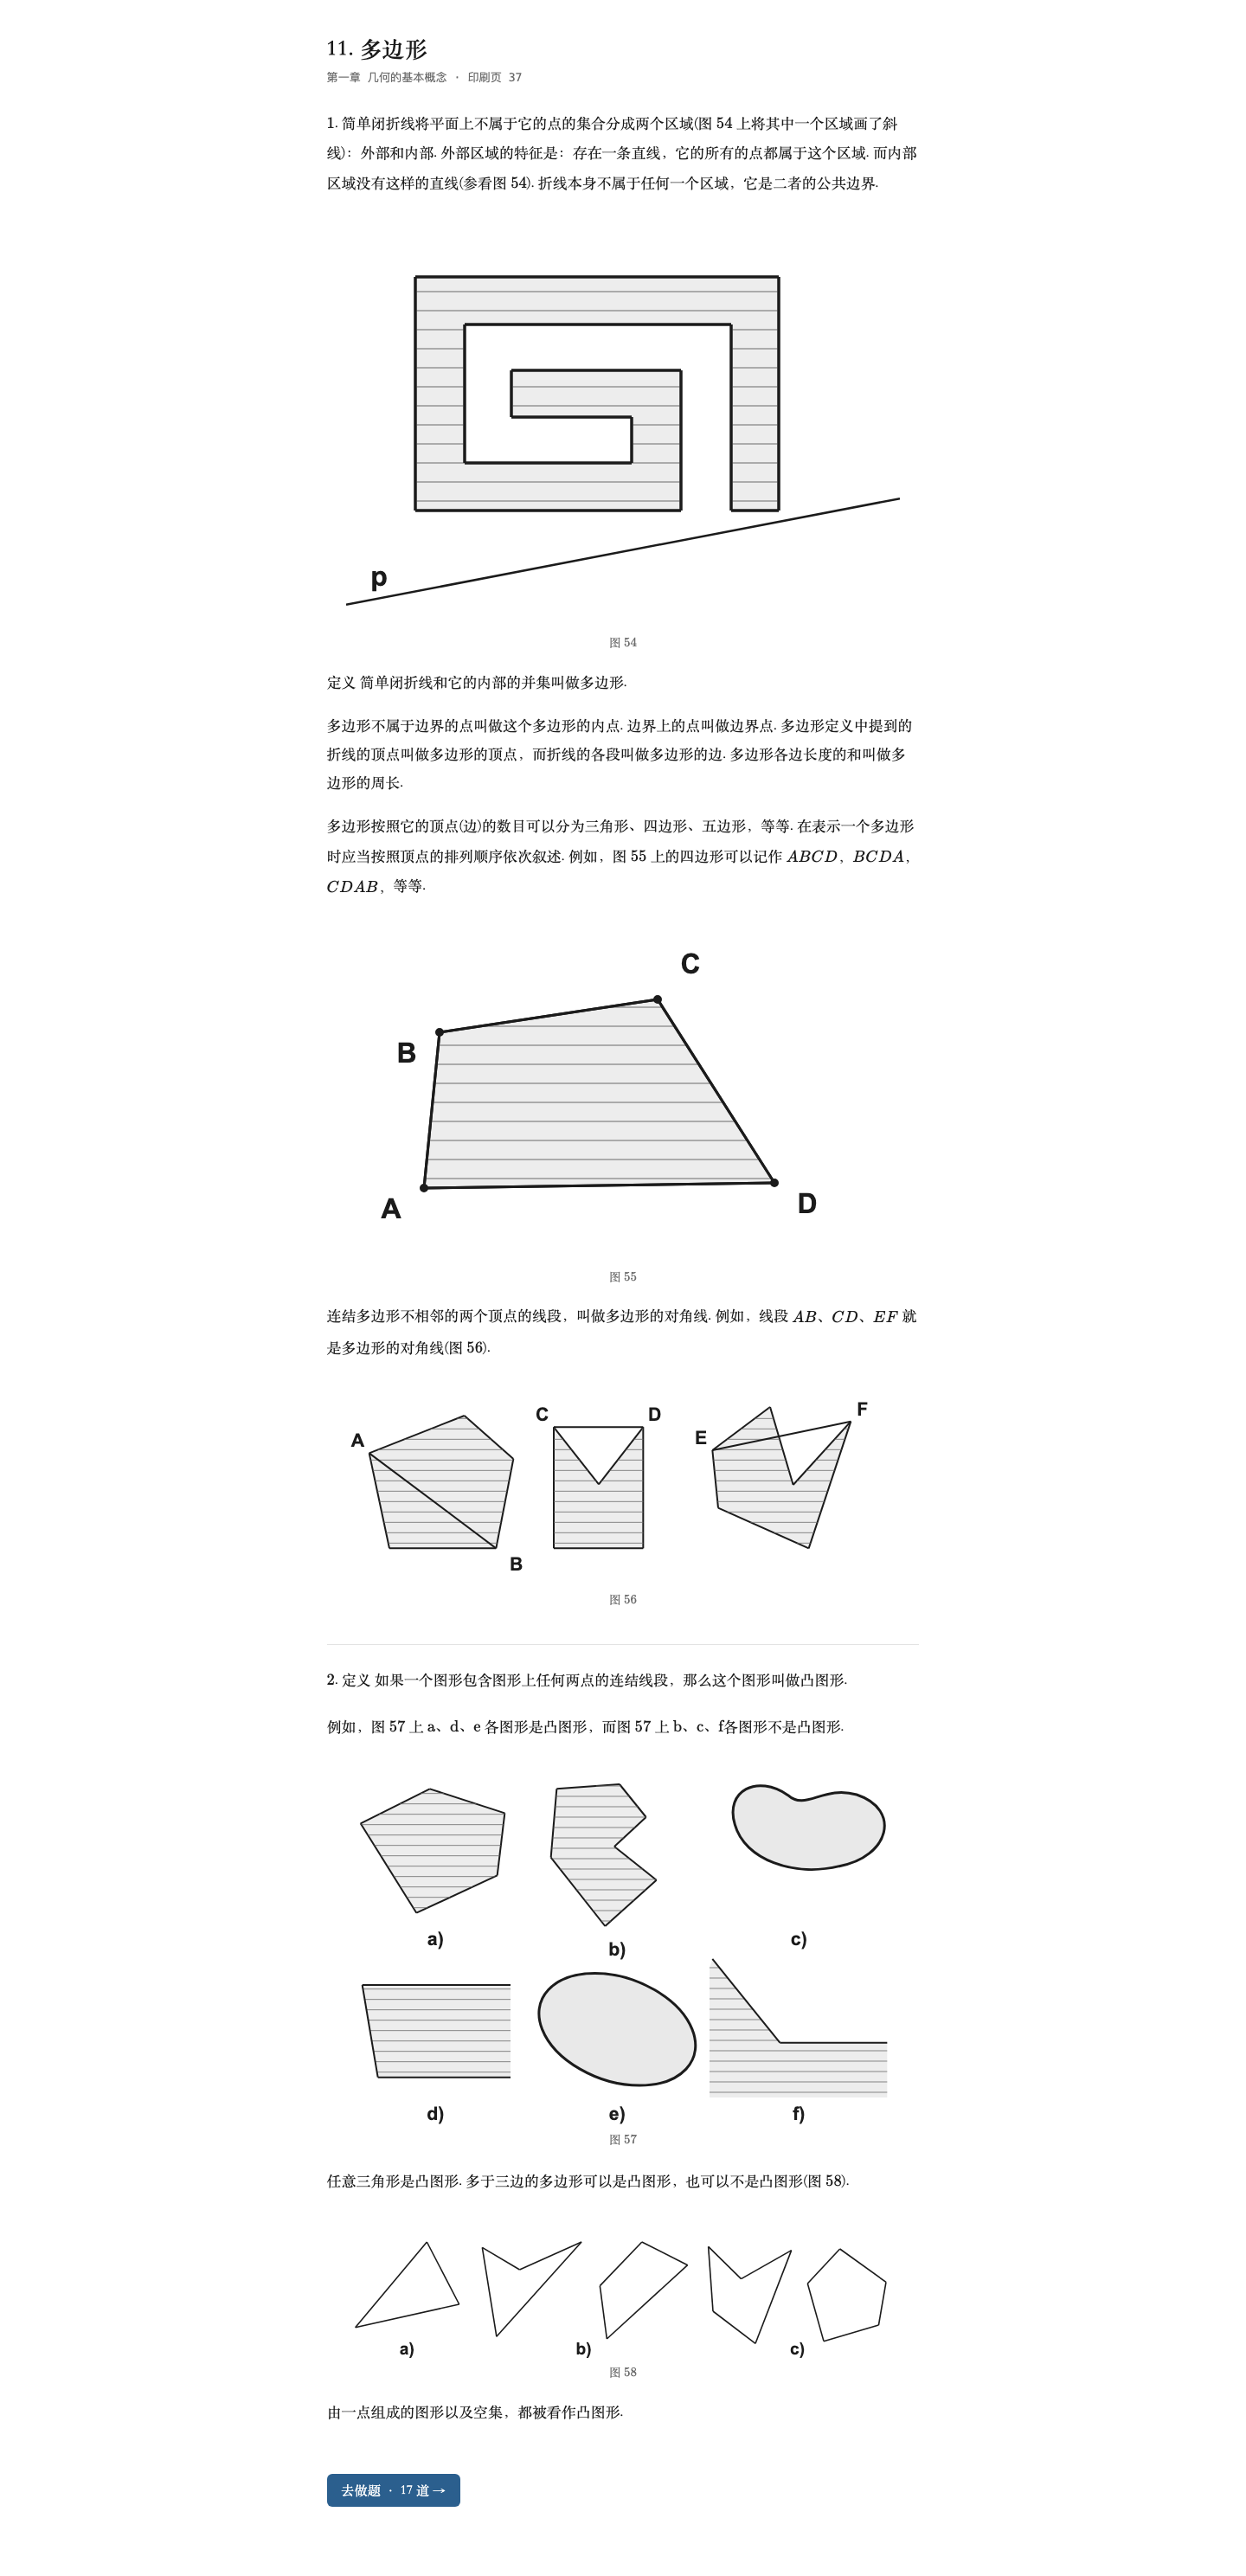 11. 多边形
第一章 几何的基本概念 · 印刷页 37
1. 简单闭折线将平面上不属于它的点的集合分成两个区域(图 54 上将其中一个区域画了斜
线)：外部和内部. 外部区域的特征是：存在一条直线，它的所有的点都属于这个区域. 而内部
区域没有这样的直线(参看图 54). 折线本身不属于任何一个区域，它是二者的公共边界.
p
图 54
定义 简单闭折线和它的内部的并集叫做多边形.
多边形不属于边界的点叫做这个多边形的内点. 边界上的点叫做边界点. 多边形定义中提到的
折线的顶点叫做多边形的顶点，而折线的各段叫做多边形的边. 多边形各边长度的和叫做多
边形的周长.
多边形按照它的顶点(边)的数目可以分为三角形、四边形、五边形，等等. 在表示一个多边形
时应当按照顶点的排列顺序依次叙述. 例如，图 55 上的四边形可以记作 ABCD，BCDA，
CDAB，等等.
C
B
A
D
图 55
连结多边形不相邻的两个顶点的线段，叫做多边形的对角线. 例如，线段 AB、CD、EF 就
是多边形的对角线(图 56).
A
B
C
D
E
F
图 56
2. 定义 如果一个图形包含图形上任何两点的连结线段，那么这个图形叫做凸图形.
例如，图 57 上 a、d、e 各图形是凸图形，而图 57 上 b、c、f各图形不是凸图形.
a)
b)
c)
d)
e)
f)
图 57
任意三角形是凸图形. 多于三边的多边形可以是凸图形，也可以不是凸图形(图 58).
a)
b)
c)
图 58
由一点组成的图形以及空集，都被看作凸图形.
去做题 · 17 道 →